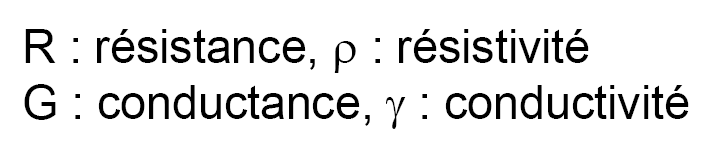 R : résistance, ρ : résistivité
G : conductance, γ : conductivité